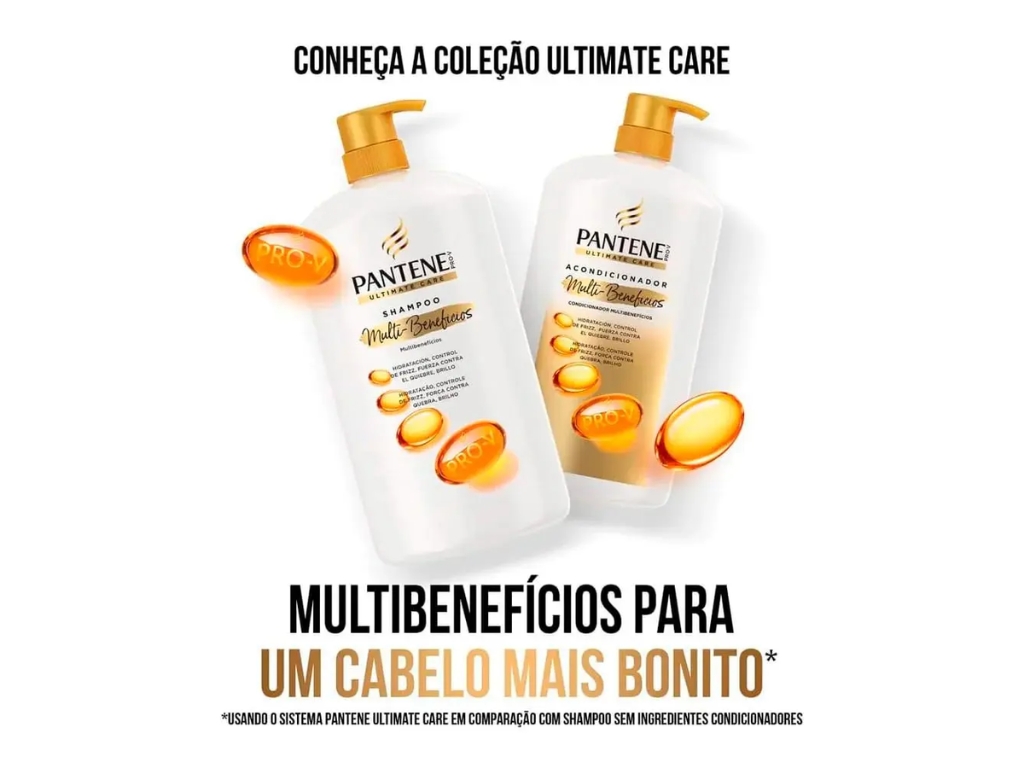 CONHEÇA A COLEÇÃO ULTIMATE CARE
PRO-V
PANTENE
PRO-V
ULTIMATE CARE
SHAMPOO
Multi-Beneficios
Multibenefícios
HIDRATACIÓN, CONTROL
DE FRIZZ, FUERZA CONTRA
EL QUIEBRE, BRILLO
HIDRATAÇÃO, CONTROLE
DE FRIZZ, FORÇA CONTRA
QUEBRA, BRILHO
PRO-V
PANTENE
PRO-V
ULTIMATE CARE
ACONDICIONADOR
Multi-Beneficios
CONDICIONADOR MULTIBENEFÍCIOS
HIDRATACIÓN, CONTROL
DE FRIZZ, FUERZA CONTRA
EL QUIEBRE, BRILLO
HIDRATAÇÃO, CONTROLE
DE FRIZZ, FORÇA CONTRA
QUEBRA, BRILHO
PRO-V
MULTIBENEFÍCIOS PARA
UM CABELO MAIS BONITO*
*USANDO O SISTEMA PANTENE ULTIMATE CARE EM COMPARAÇÃO COM SHAMPOO SEM INGREDIENTES CONDICIONADORES